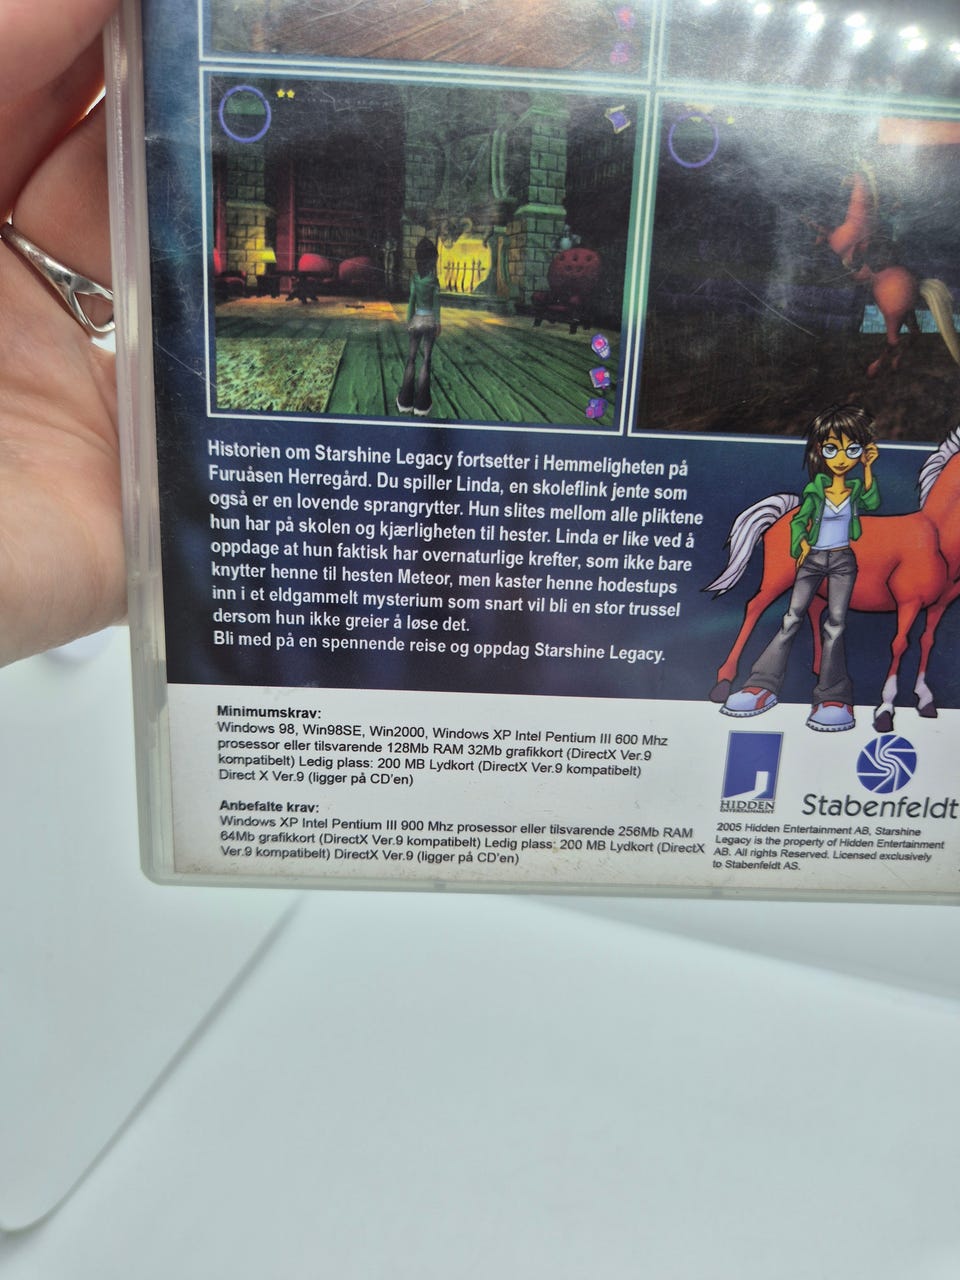 Historien om Starshine Legacy fortsetter i Hemmeligheten på
Furuåsen Herregård. Du spiller Linda, en skoleflink jente som
også er en lovende sprangrytter. Hun slites mellom alle pliktene
hun har på skolen og kjærligheten til hester. Linda er like ved å
oppdage at hun faktisk har overnaturlige krefter, som ikke bare
knytter henne til hesten Meteor, men kaster henne hodestups
inn i et eldgammelt mysterium som snart vil bli en stor trussel
dersom hun ikke greier å løse det.
Bli med på en spennende reise og oppdag Starshine Legacy.
Minimumskrav:
Windows 98, Win98SE, Win2000, Windows XP Intel Pentium III 600 Mhz
prosessor eller tilsvarende 128Mb RAM 32Mb grafikkort (DirectX Ver.9
kompatibelt) Ledig plass: 200 MB Lydkort (DirectX Ver.9 kompatibelt)
Direct X Ver.9 (ligger på CD'en)
Anbefalte krav:
Windows XP Intel Pentium III 900 Mhz prosessor eller tilsvarende 256Mb RAM
64Mb grafikkort (DirectX Ver.9 kompatibelt) Ledig plass: 200 MB Lydkort (DirectX
Ver.9 kompatibelt) DirectX Ver.9 (ligger på CD'en)
HIDDEN
ENTERTAINMENT
Stabenfeldt
2005 Hidden Entertainment AB, Starshine
Legacy is the property of Hidden Entertainment
AB. All rights Reserved. Licensed exclusively
to Stabenfeldt AS.